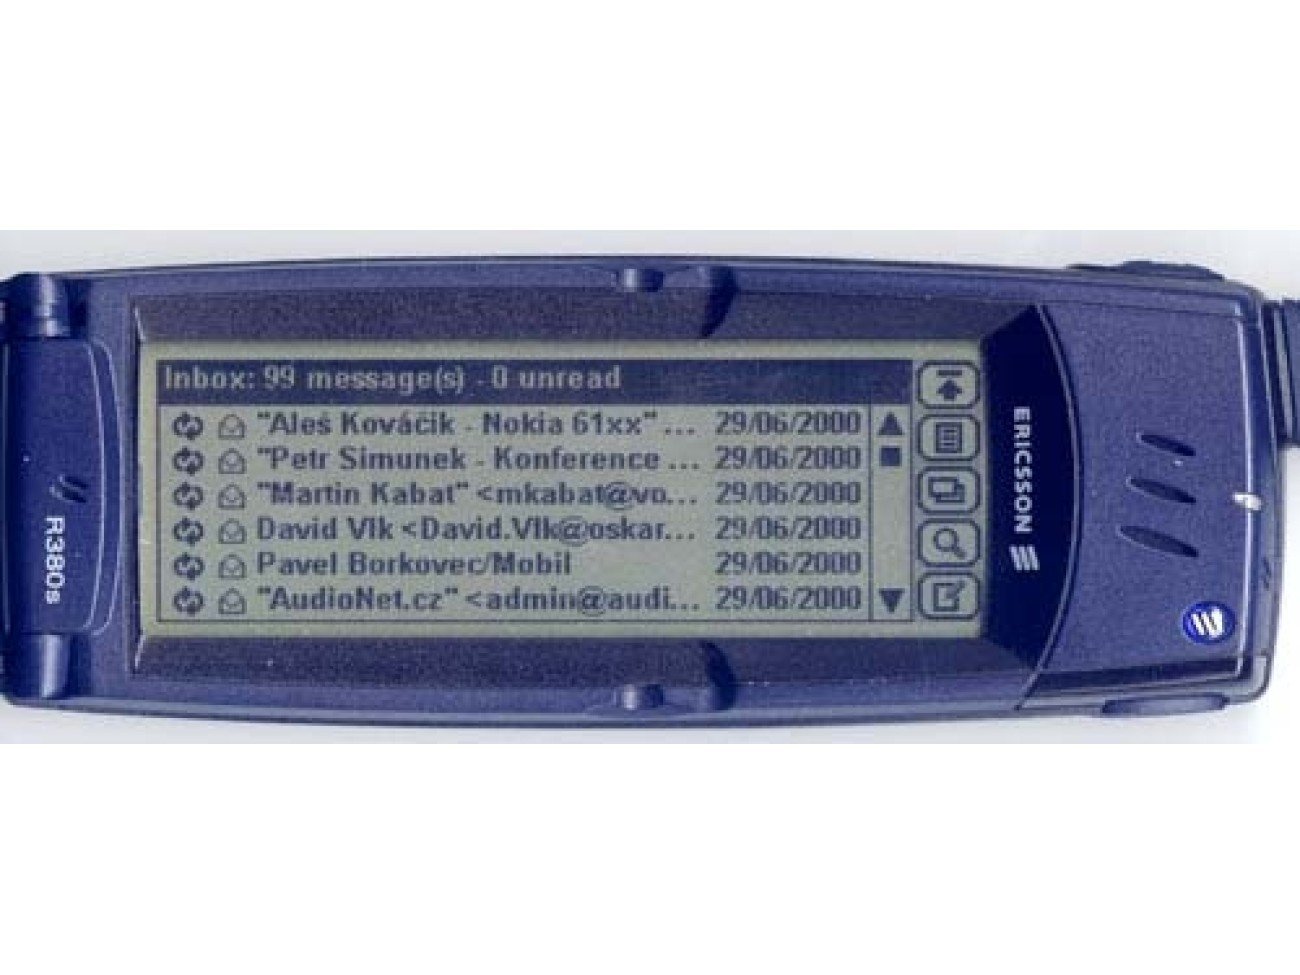 Inbox: 99 message(s) - 0 unread
"Aleš Kováčik - Nokia 61xx" ... 29/06/2000
"Petr Simunek - Konference ... 29/06/2000
"Martin Kabat" <mkabat@vo... 29/06/2000
David Vlk <David.Vlk@oskar... 29/06/2000
Pavel Borkovec/Mobil 29/06/2000
"AudioNet.cz" <admin@audi... 29/06/2000
R380s
ERICSSON